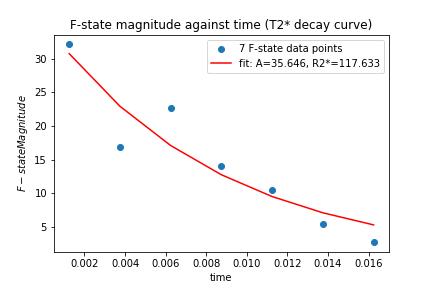 F-state magnitude against time (T2* decay curve)
7 F-state data points
fit: A=35.646, R2*=117.633
F − stateMagnitude
30
25
20
15
10
5
0.002 0.004 0.006 0.008 0.010 0.012 0.014 0.016
time